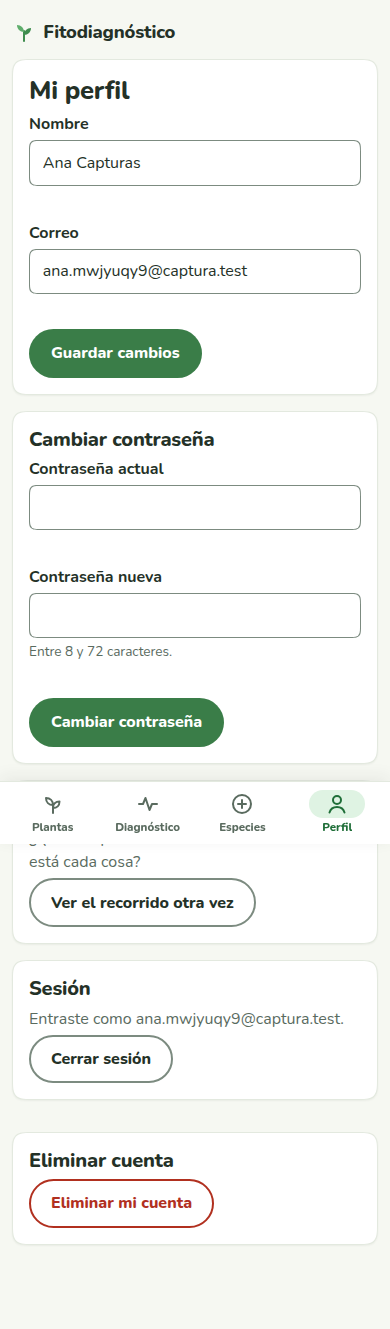 Fitodiagnóstico
Mi perfil
Nombre
Ana Capturas
Correo
ana.mwjyuqy9@captura.test
Guardar cambios
Cambiar contraseña
Contraseña actual
Contraseña nueva
Entre 8 y 72 caracteres.
Cambiar contraseña
Plantas
Diagnóstico
Especies
Perfil
está cada cosa?
Ver el recorrido otra vez
Sesión
Entraste como ana.mwjyuqy9@captura.test.
Cerrar sesión
Eliminar cuenta
Eliminar mi cuenta